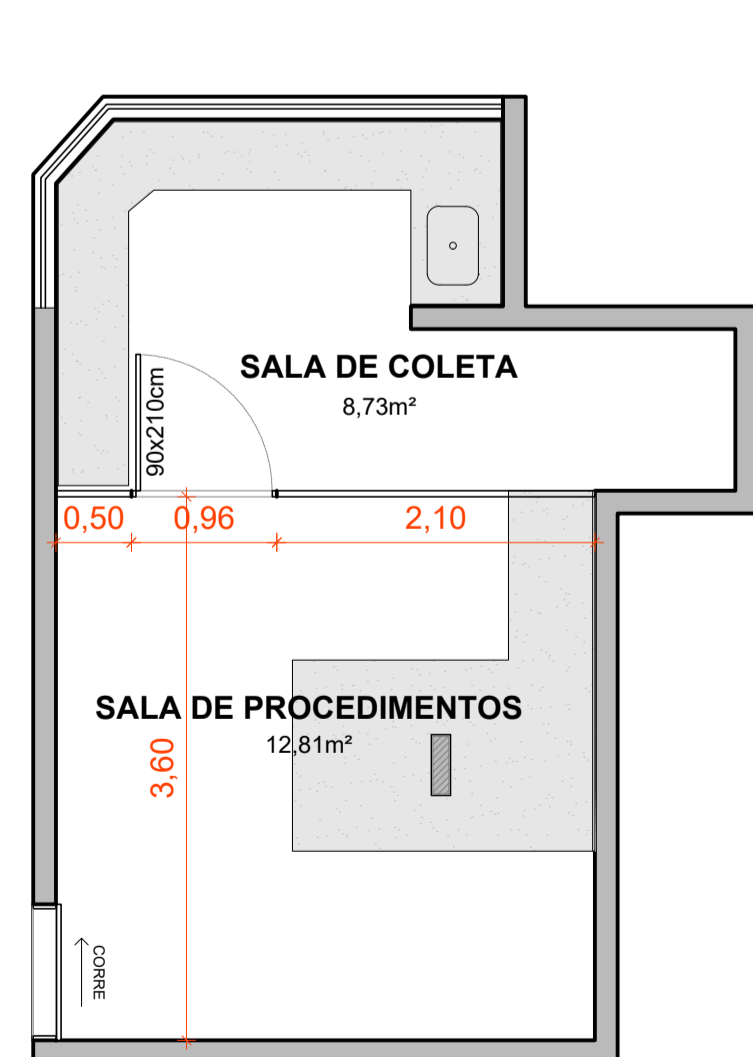 SALA DE COLETA
8,73m²
90x210cm
0,50
0,96
2,10
SALA DE PROCEDIMENTOS
12,81m²
3,60
CORRE